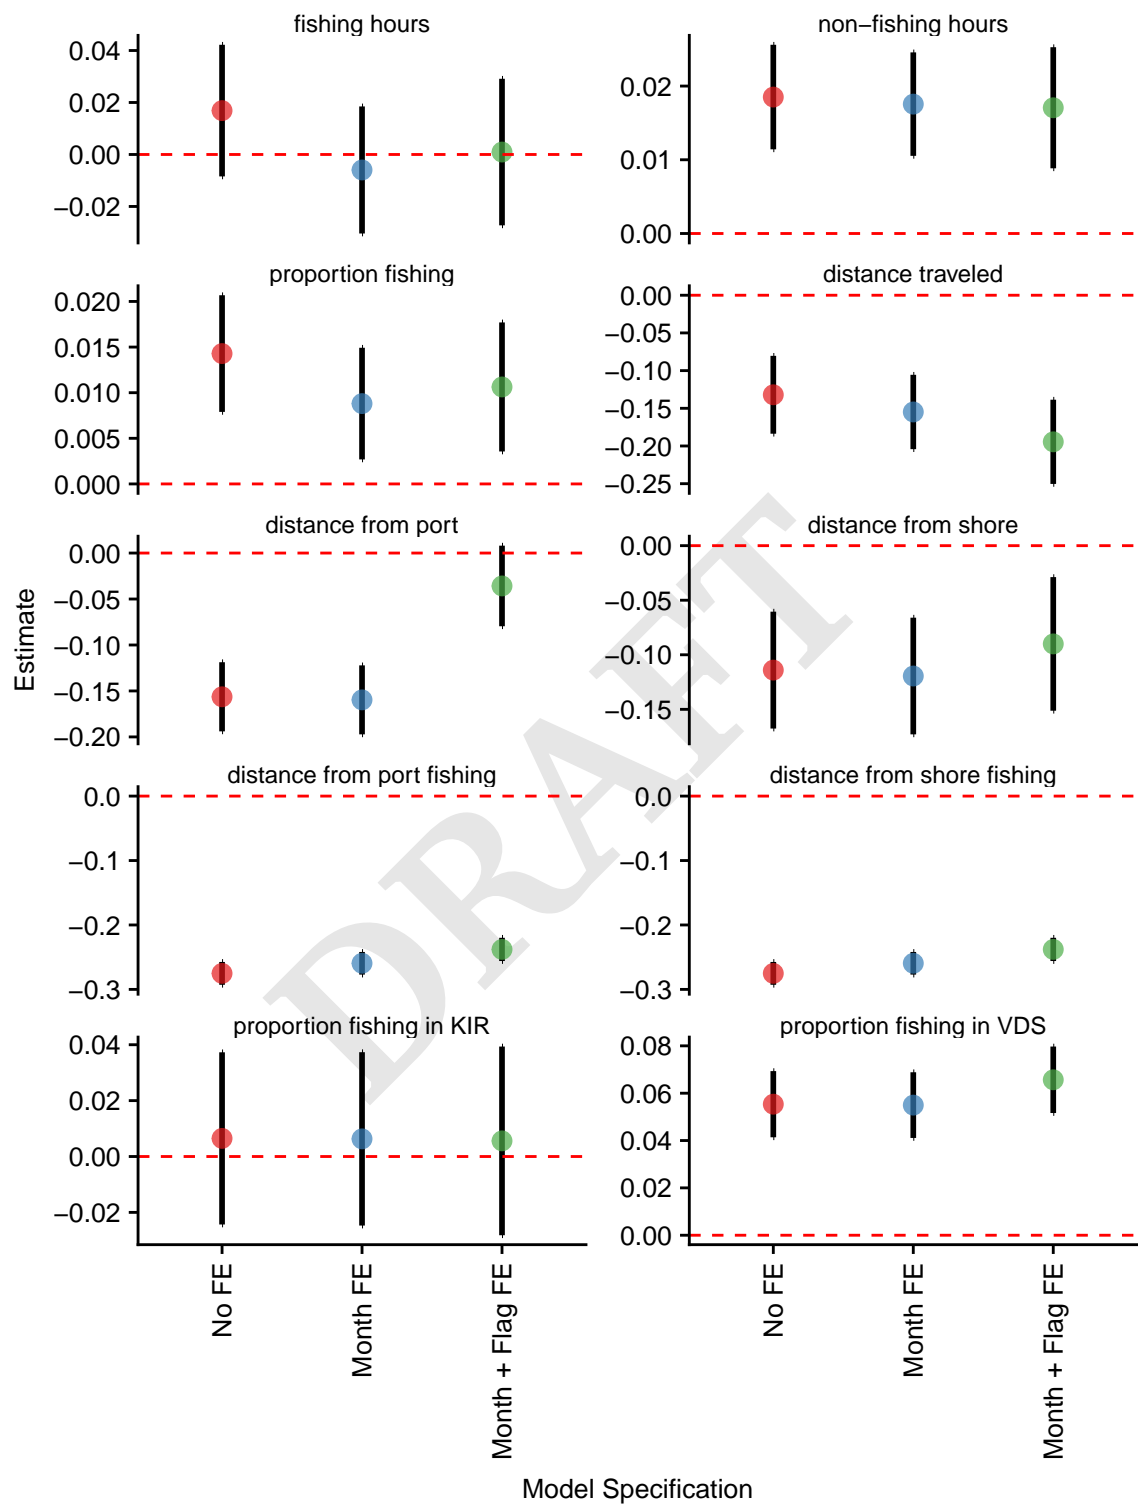 fishing hours
0.04
0.02
0.00
−0.02
non−fishing hours
0.02
0.01
0.00
proportion fishing
0.020
0.015
0.010
0.005
0.000
distance traveled
0.00
−0.05
−0.10
−0.15
−0.20
−0.25
distance from port
0.00
−0.05
−0.10
−0.15
−0.20
distance from shore
0.00
−0.05
−0.10
−0.15
distance from port fishing
0.0
−0.1
−0.2
−0.3
distance from shore fishing
0.0
−0.1
−0.2
−0.3
proportion fishing in KIR
0.04
0.02
0.00
−0.02
proportion fishing in VDS
0.08
0.06
0.04
0.02
0.00
No FE
Month FE
Month + Flag FE
No FE
Month FE
Month + Flag FE
Model Specification
Estimate
DRAFT